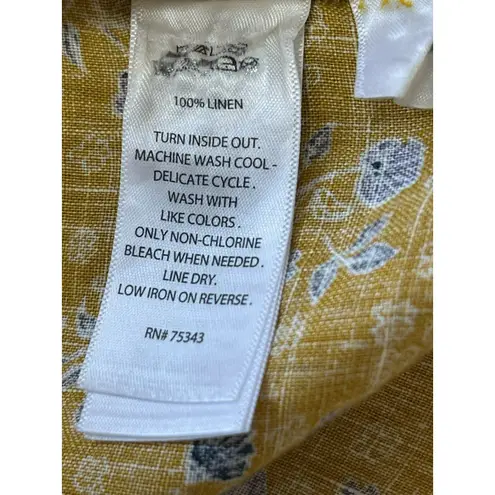 100% LINEN
TURN INSIDE OUT.
MACHINE WASH COOL -
DELICATE CYCLE .
WASH WITH
LIKE COLORS .
ONLY NON-CHLORINE
BLEACH WHEN NEEDED .
LINE DRY.
LOW IRON ON REVERSE .
RN# 75343